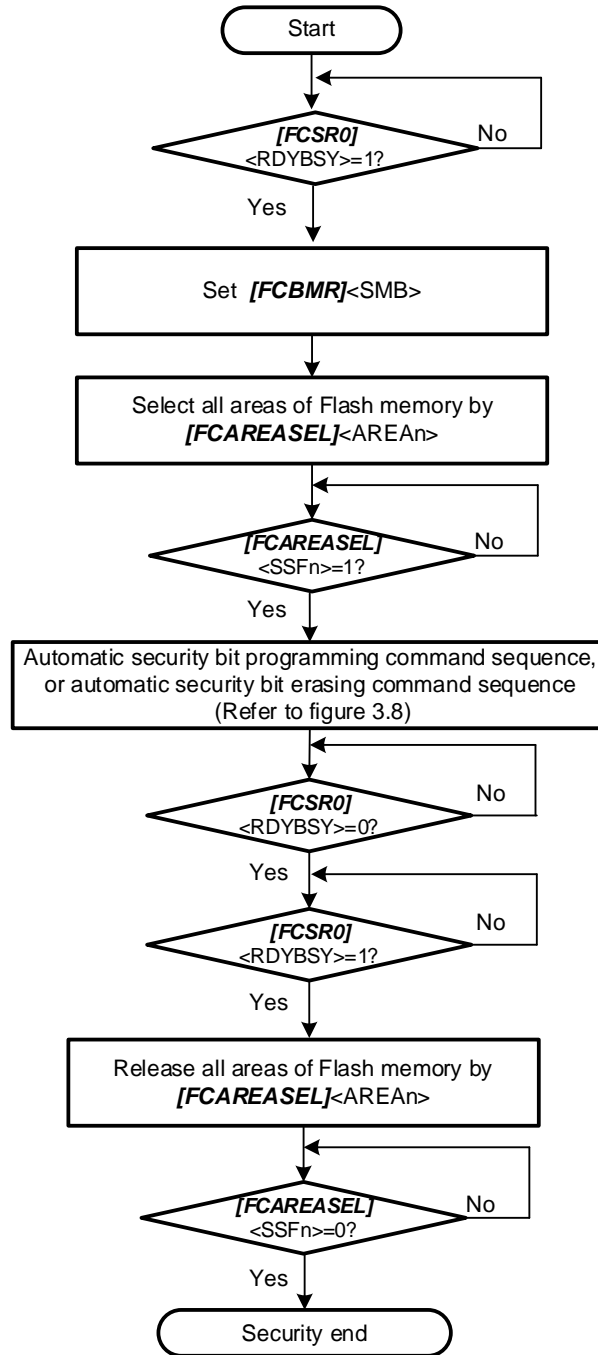 Start
[FCSR0]
<RDYBSY>=1?
No
Yes
Set [FCBMR]<SMB>
Select all areas of Flash memory by
[FCAREASEL]<AREAn>
[FCAREASEL]
<SSFn>=1?
No
Yes
Automatic security bit programming command sequence,
or automatic security bit erasing command sequence
(Refer to figure 3.8)
[FCSR0]
<RDYBSY>=0?
No
Yes
[FCSR0]
<RDYBSY>=1?
No
Yes
Release all areas of Flash memory by
[FCAREASEL]<AREAn>
[FCAREASEL]
<SSFn>=0?
No
Yes
Security end